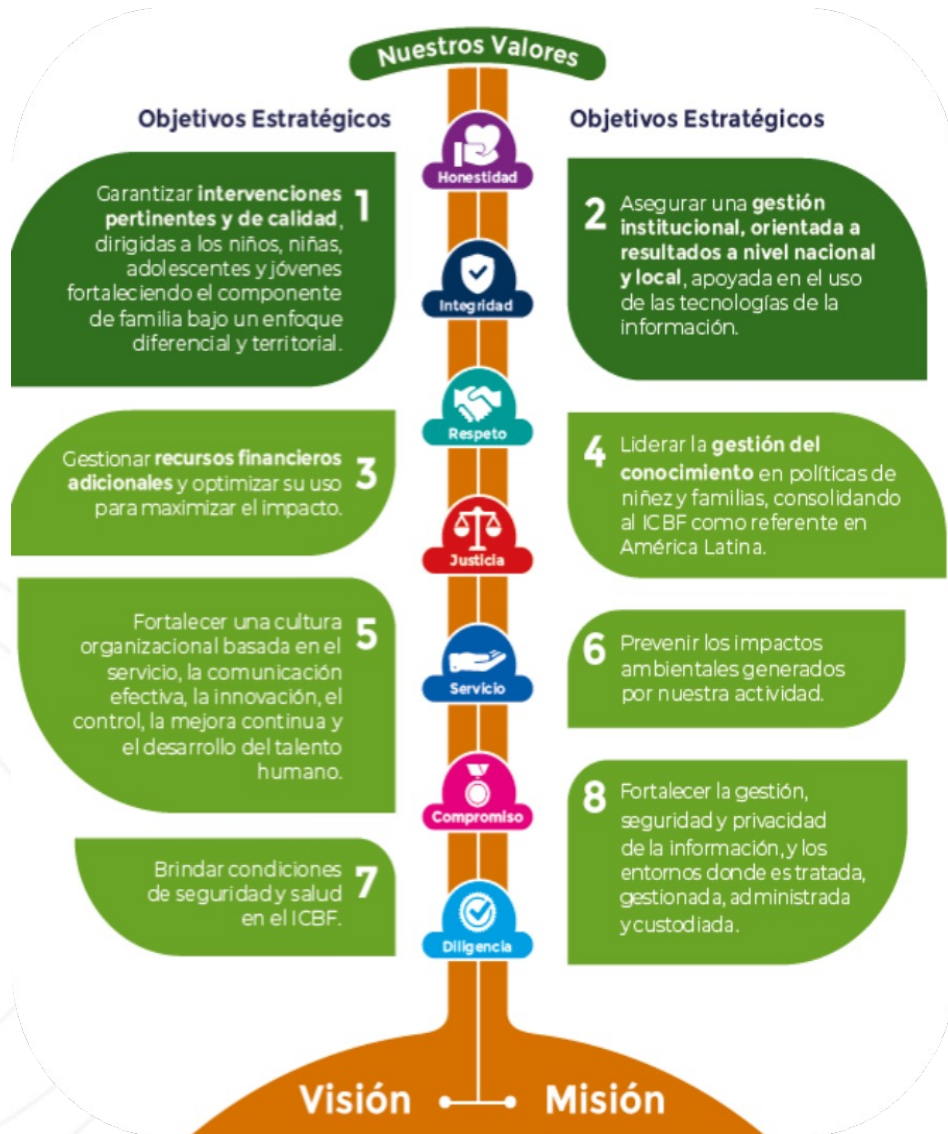 Nuestros Valores
Objetivos Estratégicos
Objetivos Estratégicos
Honestidad
1
Garantizar intervenciones
pertinentes y de calidad,
dirigidas a los niños, niñas,
adolescentes y jóvenes
fortaleciendo el componente
de familia bajo un enfoque
diferencial y territorial.
2
Asegurar una gestión
institucional, orientada a
resultados a nivel nacional
y local, apoyada en el uso
de las tecnologías de la
información.
Integridad
Respeto
3
Gestionar recursos financieros
adicionales y optimizar su uso
para maximizar el impacto.
4
Liderar la gestión del
conocimiento en políticas de
niñez y familias, consolidando
al ICBF como referente en
América Latina.
Justicia
5
Fortalecer una cultura
organizacional basada en el
servicio, la comunicación
efectiva, la innovación, el
control, la mejora continua y
el desarrollo del talento
humano.
6
Prevenir los impactos
ambientales generados
por nuestra actividad.
Servicio
Compromiso
7
Brindar condiciones
de seguridad y salud
en el ICBF.
8
Fortalecer la gestión,
seguridad y privacidad
de la información, y los
entornos donde es tratada,
gestionada, administrada
y custodiada.
Diligencia
Visión
Misión